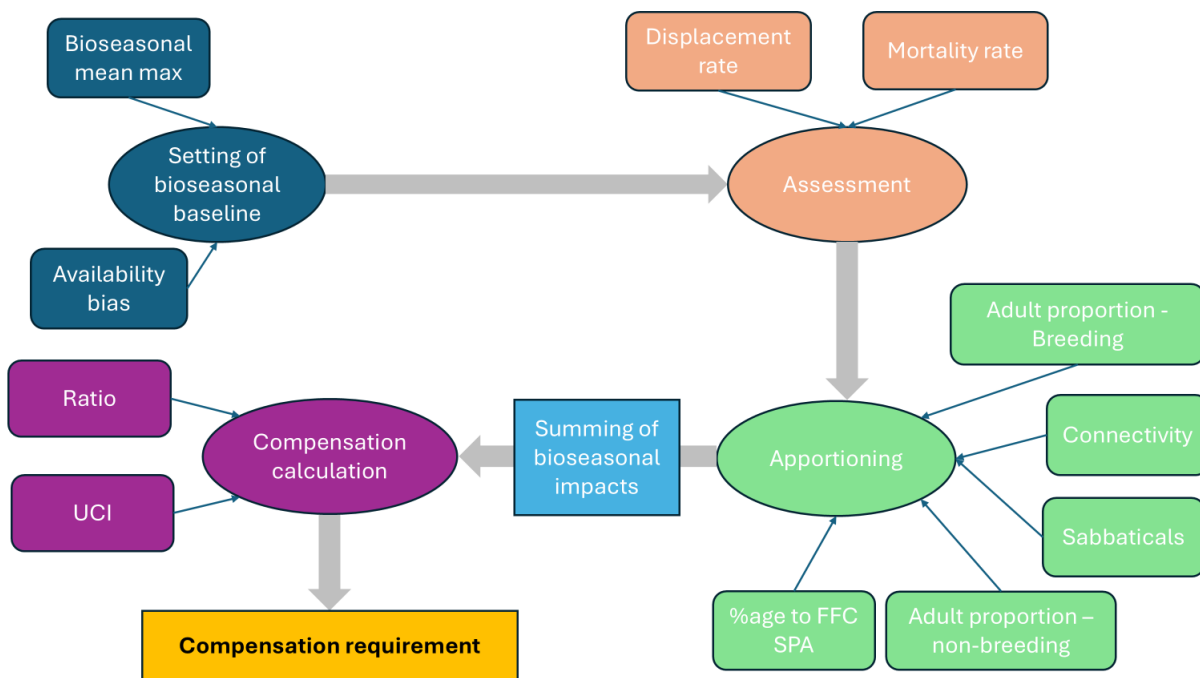 Bioseasonal
mean max
Displacement
rate
Mortality rate
Setting of
bioseasonal
baseline
Assessment
Availability
bias
Adult proportion -
Breeding
Ratio
Compensation
calculation
Summing of
bioseasonal
impacts
Apportioning
Connectivity
UCI
Sabbaticals
%age to FFC
SPA
Adult proportion –
non-breeding
Compensation requirement